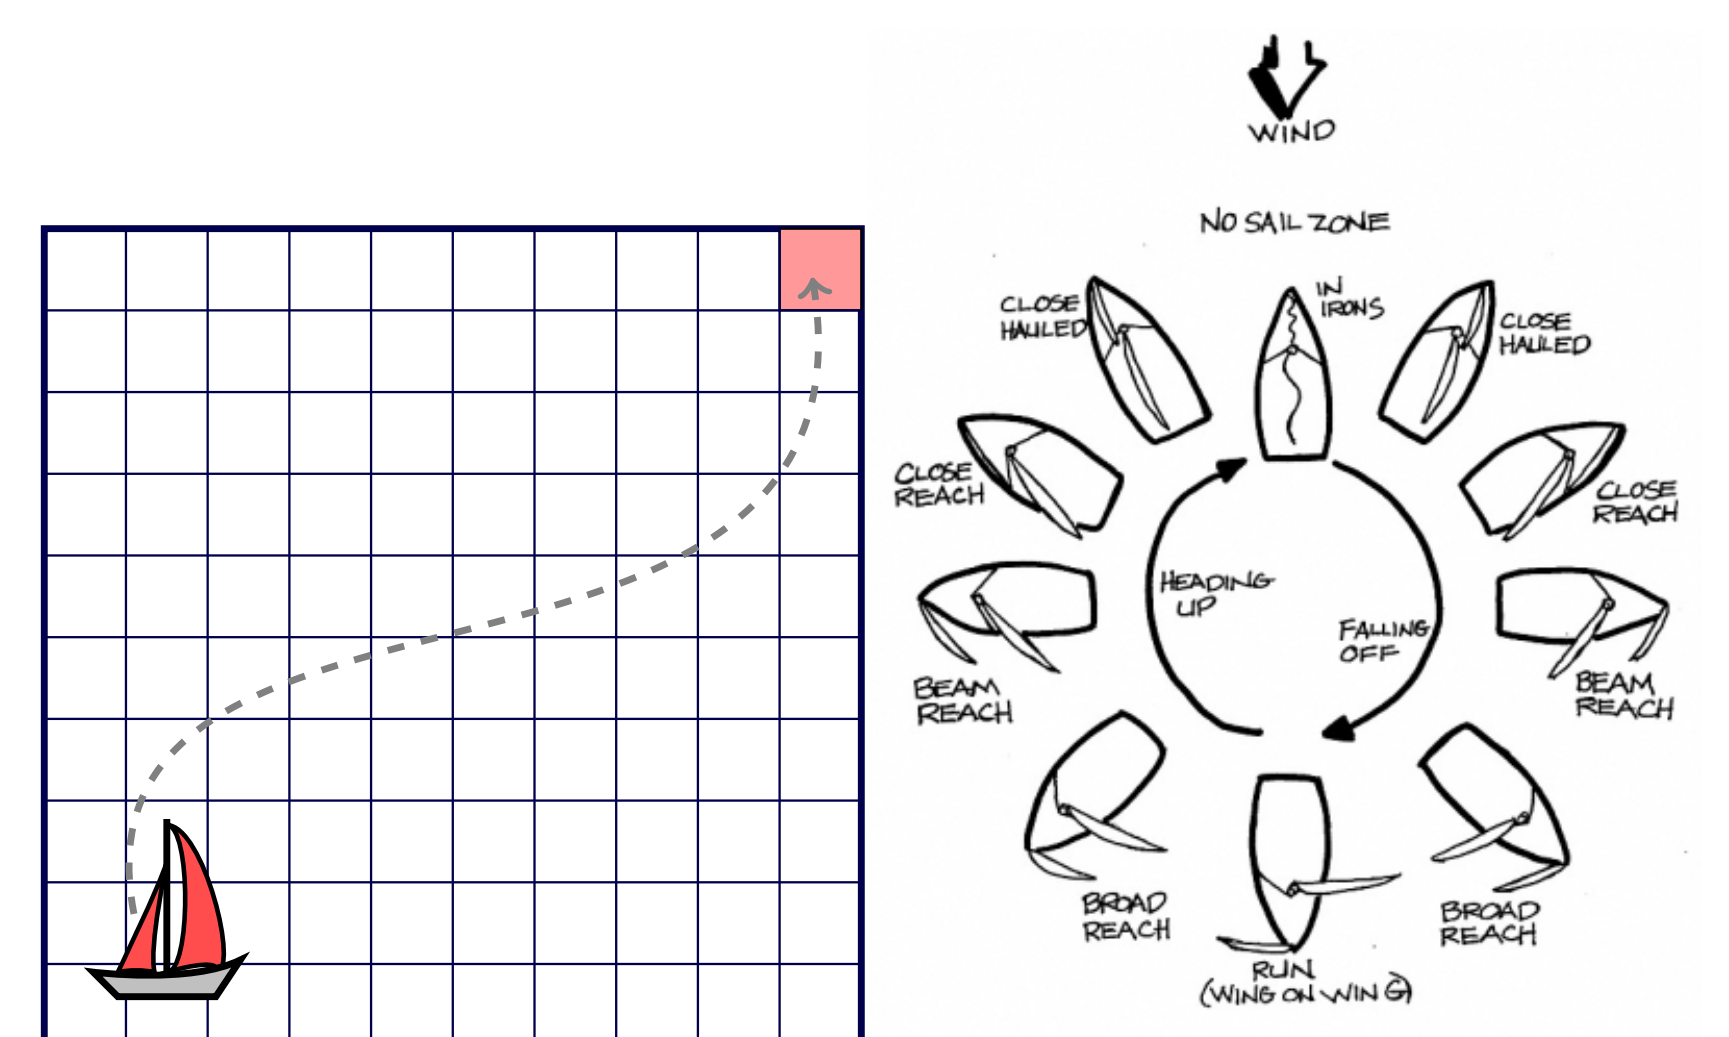 WIND
NO SAIL ZONE
IN
IRONS
CLOSE
HAULED
CLOSE
HAULED
CLOSE
REACH
CLOSE
REACH
HEADING
UP
FALLING
OFF
BEAM
REACH
BEAM
REACH
BROAD
REACH
BROAD
REACH
RUN
(WING ON WING)